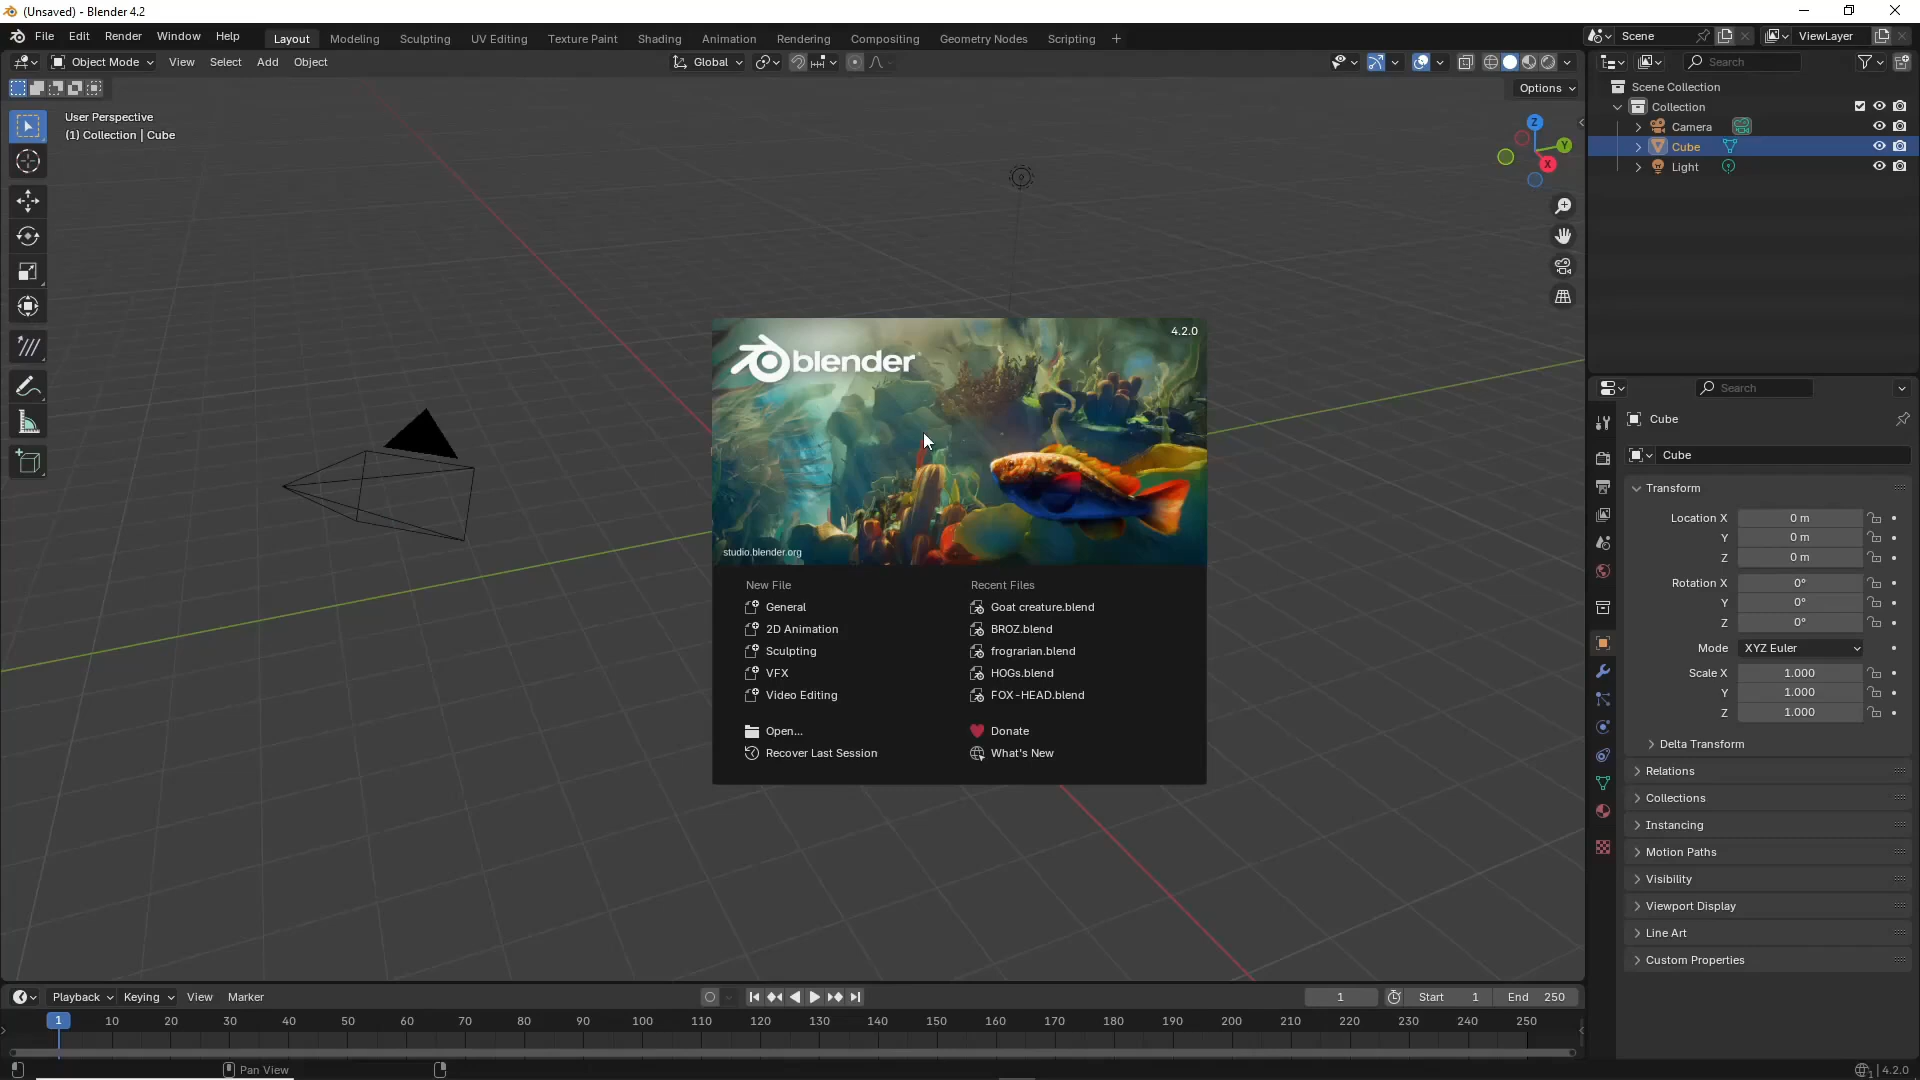 (Unsaved) - Blender 4.2
File Edit Render Window Help Layout Modeling Sculpting UV Editing Texture Paint Shading Animation Rendering Compositing Geometry Nodes Scripting + Scene ViewLayer
Object Mode View Select Add Object Global Search
Options
User Perspective
(1) Collection | Cube
Z
Y
X
Scene Collection
Collection
Camera
Cube
Light
4.2.0
blender
studio.blender.org
New File
General
2D Animation
Sculpting
VFX
Video Editing
Open...
Recover Last Session
Recent Files
Goat creature.blend
BROZ.blend
frograrian.blend
HOGs.blend
FOX-HEAD.blend
Donate
What's New
Search
Cube
Cube
Transform
Location X 0 m
Y 0 m
Z 0 m
Rotation X 0°
Y 0°
Z 0°
Mode XYZ Euler
Scale X 1.000
Y 1.000
Z 1.000
Delta Transform
Relations
Collections
Instancing
Motion Paths
Visibility
Viewport Display
Line Art
Custom Properties
Playback Keying View Marker 1 Start 1 End 250
1 10 20 30 40 50 60 70 80 90 100 110 120 130 140 150 160 170 180 190 200 210 220 230 240 250
Pan View 4.2.0